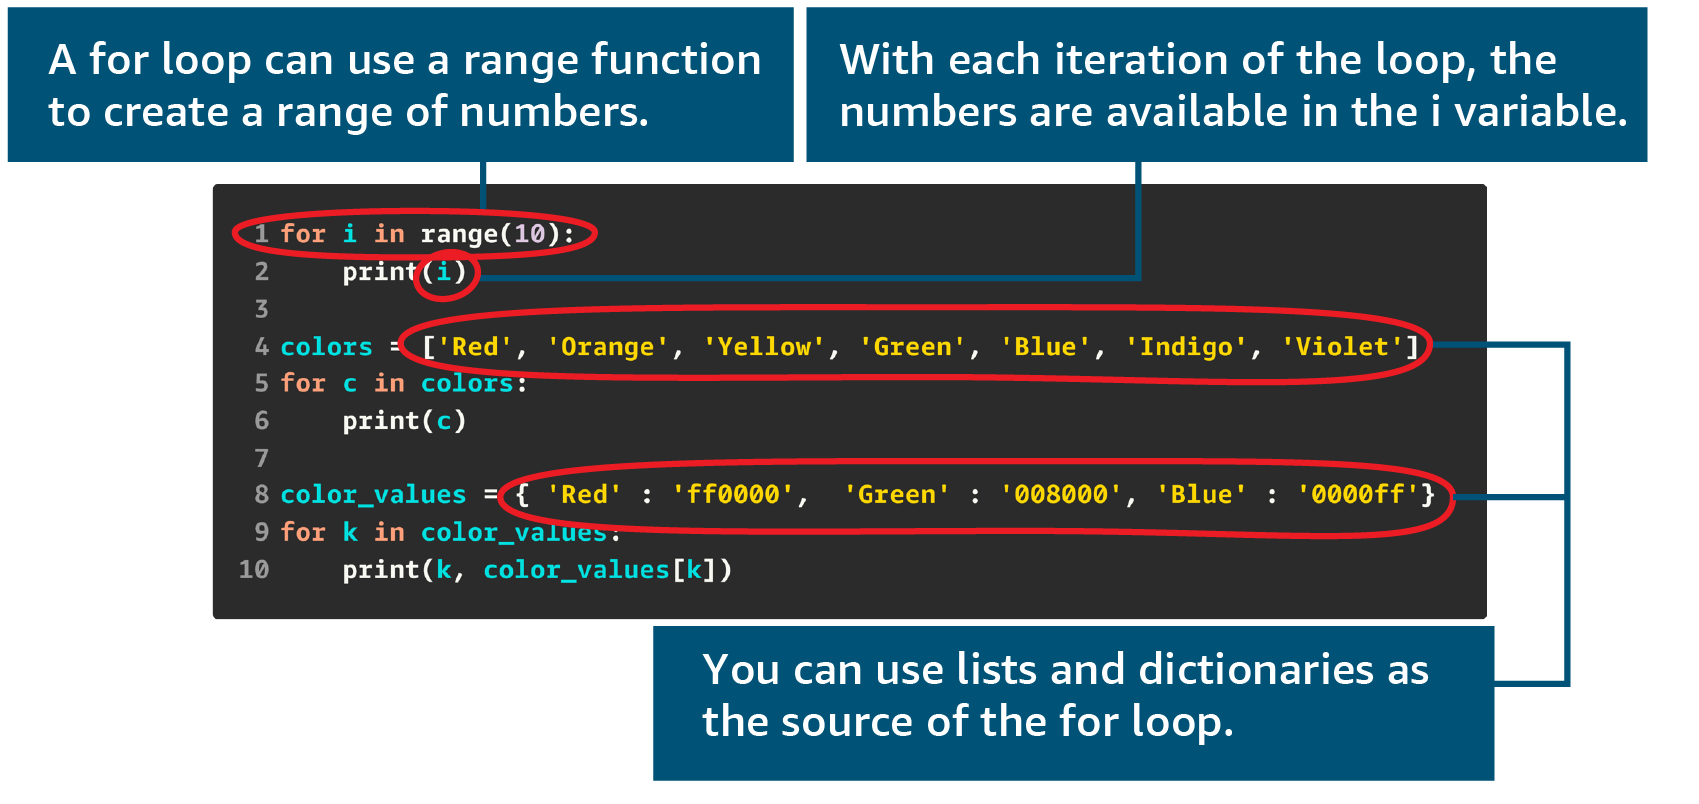 A for loop can use a range function
to create a range of numbers.
With each iteration of the loop, the
numbers are available in the i variable.
1 for i in range(10):
2     print(i)
3
4 colors = ['Red', 'Orange', 'Yellow', 'Green', 'Blue', 'Indigo', 'Violet']
5 for c in colors:
6     print(c)
7
8 color_values = { 'Red' : 'ff0000',  'Green' : '008000', 'Blue' : '0000ff'}
9 for k in color_values:
10     print(k, color_values[k])
You can use lists and dictionaries as
the source of the for loop.